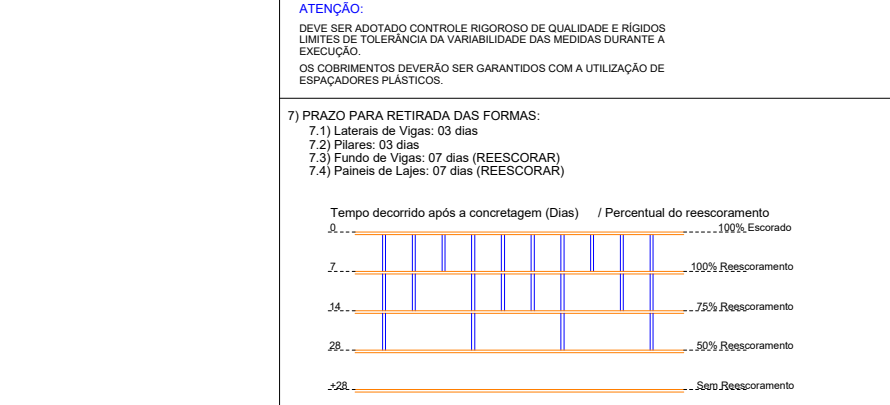 ATENÇÃO:
DEVE SER ADOTADO CONTROLE RIGOROSO DE QUALIDADE E RÍGIDOS
LIMITES DE TOLERÂNCIA DA VARIABILIDADE DAS MEDIDAS DURANTE A
EXECUÇÃO.
OS COBRIMENTOS DEVERÃO SER GARANTIDOS COM A UTILIZAÇÃO DE
ESPAÇADORES PLÁSTICOS.
7) PRAZO PARA RETIRADA DAS FORMAS:
7.1) Laterais de Vigas: 03 dias
7.2) Pilares: 03 dias
7.3) Fundo de Vigas: 07 dias (REESCORAR)
7.4) Paineis de Lajes: 07 dias (REESCORAR)
Tempo decorrido após a concretagem (Dias) / Percentual do reescoramento
0 100% Escorado
7 100% Reescoramento
14 75% Reescoramento
28 50% Reescoramento
+28 Sem Reescoramento